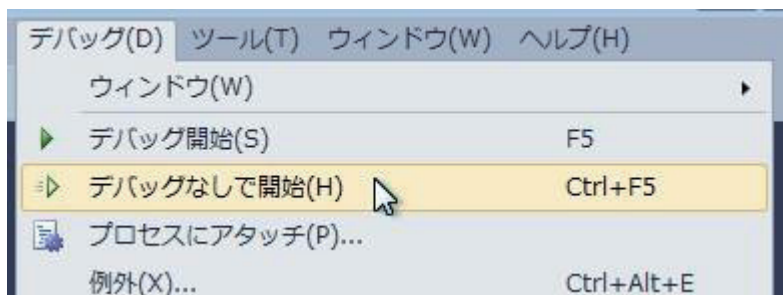 デバッグ(D) ツール(T) ウィンドウ(W) ヘルプ(H)
ウィンドウ(W)
デバッグ開始(S) F5
デバッグなしで開始(H) Ctrl+F5
プロセスにアタッチ(P)...
例外(X)... Ctrl+Alt+E